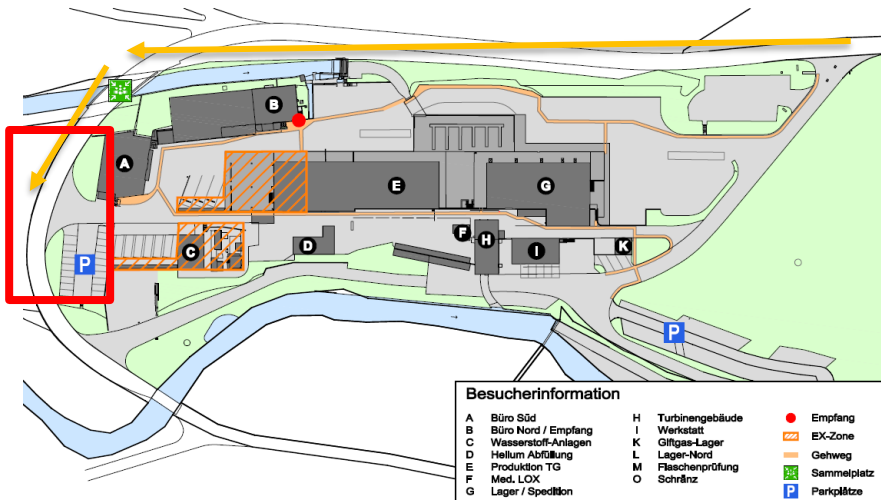 B
A
E
G
F
H
D
I
K
C
P
P
Besucherinformation
A Büro Süd
B Büro Nord / Empfang
C Wasserstoff-Anlagen
D Helium Abfüllung
E Produktion TG
F Med. LOX
G Lager / Spedition
H Turbinengebäude
I Werkstatt
K Giftgas-Lager
L Lager-Nord
M Flaschenprüfung
O Schränz
Empfang
EX-Zone
Gehweg
Sammelplatz
P Parkplätze